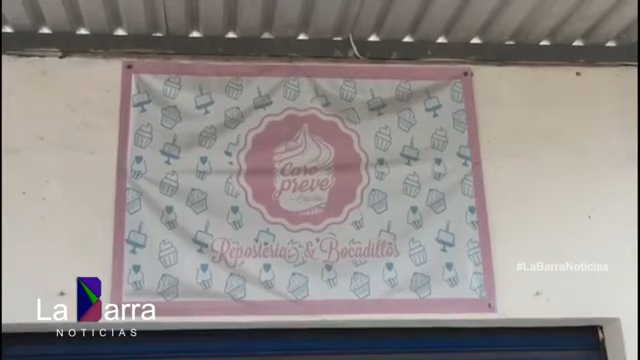 Caro
preve
Repostería & Bocadillos
#LaBarraNoticias
La Barra
NOTICIAS